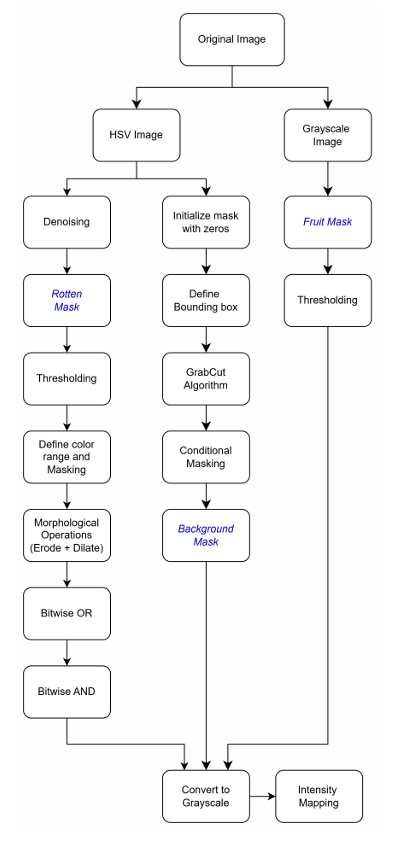 Original Image
HSV Image
Grayscale
Image
Denoising
Initialize mask
with zeros
Fruit Mask
Rotten
Mask
Define
Bounding box
Thresholding
Thresholding
GrabCut
Algorithm
Define color
range and
Masking
Conditional
Masking
Morphological
Operations
(Erode + Dilate)
Background
Mask
Bitwise OR
Bitwise AND
Convert to
Grayscale
Intensity
Mapping